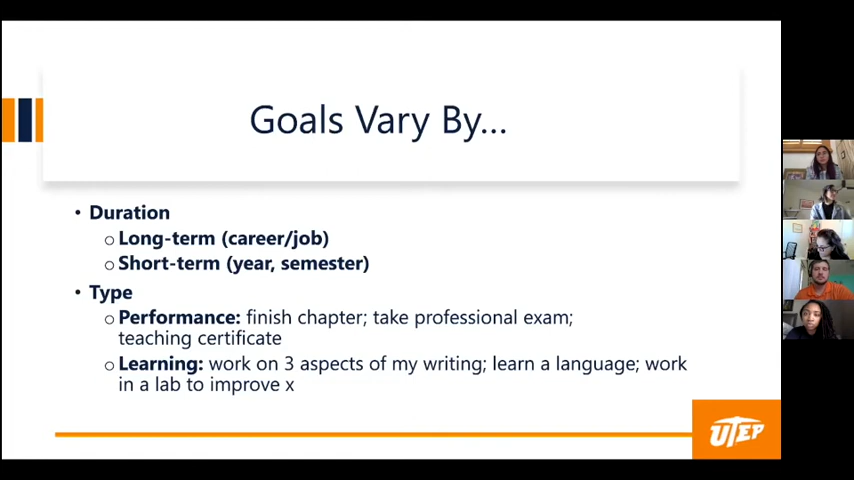 Goals Vary By...
• Duration
o Long-term (career/job)
o Short-term (year, semester)
• Type
o Performance: finish chapter; take professional exam;
teaching certificate
o Learning: work on 3 aspects of my writing; learn a language; work
in a lab to improve x
UTEP